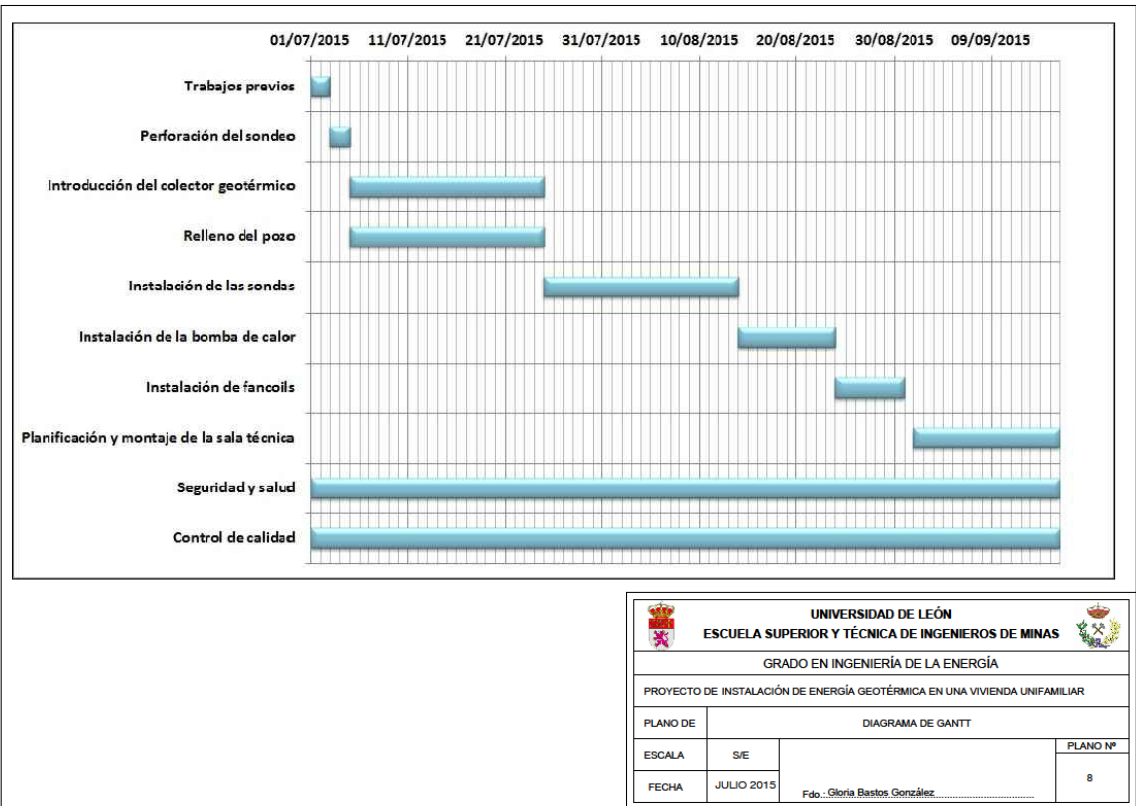 01/07/2015 11/07/2015 21/07/2015 31/07/2015 10/08/2015 20/08/2015 30/08/2015 09/09/2015
Trabajos previos
Perforación del sondeo
Introducción del colector geotérmico
Relleno del pozo
Instalación de las sondas
Instalación de la bomba de calor
Instalación de fancoils
Planificación y montaje de la sala técnica
Seguridad y salud
Control de calidad
UNIVERSIDAD DE LEÓN
ESCUELA SUPERIOR Y TÉCNICA DE INGENIEROS DE MINAS
GRADO EN INGENIERÍA DE LA ENERGÍA
PROYECTO DE INSTALACIÓN DE ENERGÍA GEOTÉRMICA EN UNA VIVIENDA UNIFAMILIAR
PLANO DE DIAGRAMA DE GANTT
ESCALA S/E
PLANO Nº
8
FECHA JULIO 2015
Fdo.: Gloria Bastos González